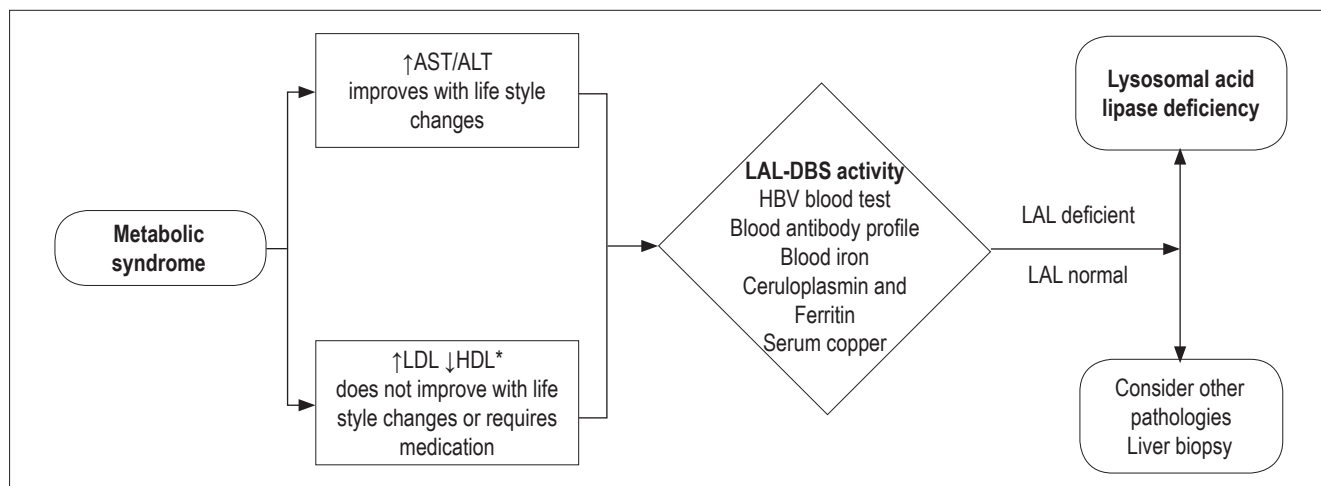 Metabolic
syndrome
↑AST/ALT
improves with life style
changes
↑LDL ↓HDL*
does not improve with life
style changes or requires
medication
LAL-DBS activity
HBV blood test
Blood antibody profile
Blood iron
Ceruloplasmin and
Ferritin
Serum copper
LAL deficient
LAL normal
Lysosomal acid
lipase deficiency
Consider other
pathologies
Liver biopsy